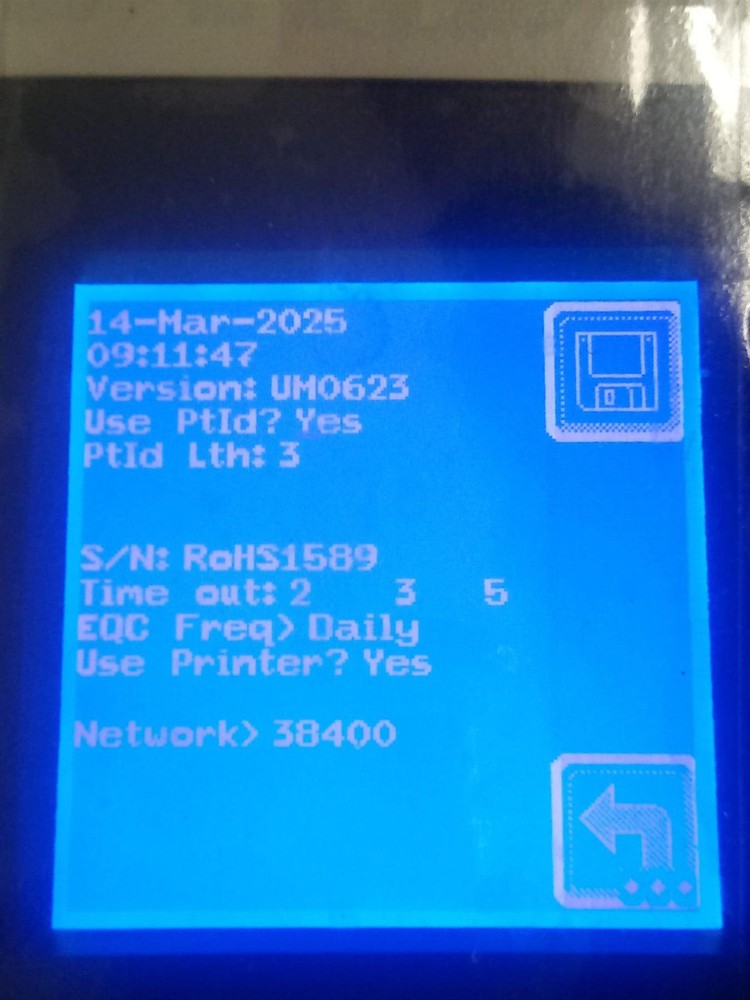 14-Mar-2025
09:11:47
Version: UM0623
Use PtId? Yes
PtId Lth: 3
S/N: RoHS1589
Time out: 2 3 5
EQC Freq> Daily
Use Printer? Yes
Network> 38400